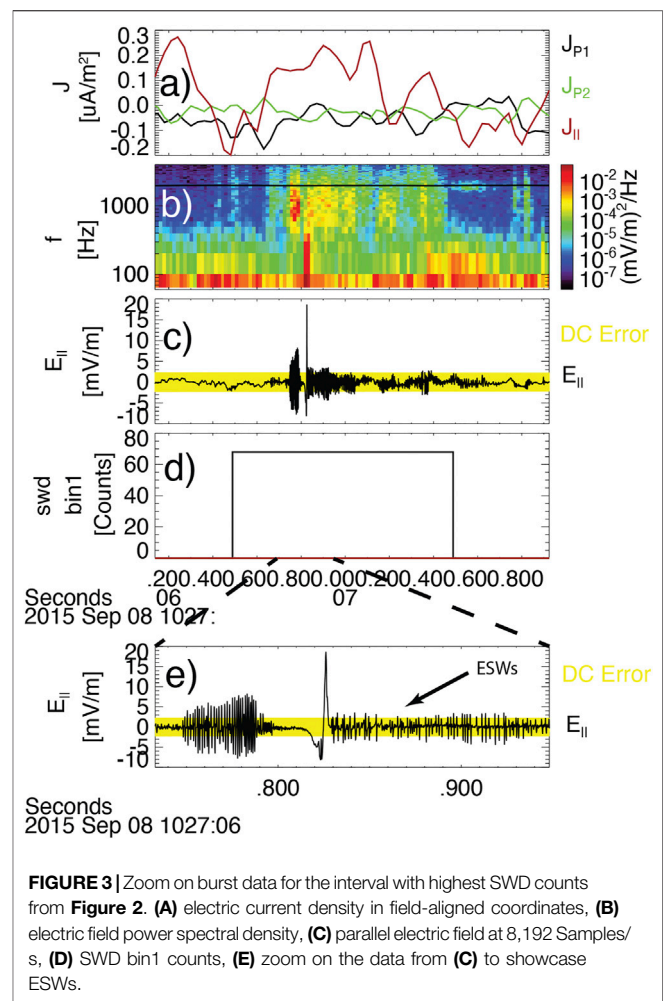 0.3
0.2
0.1
0.0
-0.1
-0.2
J
[uA/m²]
a)
J_P1
J_P2
J_II
1000
100
f
[Hz]
b)
10⁻²
10⁻³
10⁻⁴
10⁻⁵
10⁻⁶
10⁻⁷
(mV/m)²/Hz
20
15
10
5
0
-5
-10
E_II
[mV/m]
c)
DC Error
E_II
80
60
40
20
0
swd
bin1
[Counts]
d)
.200.400.600.800.000.200.400.600.800
Seconds 06 07
2015 Sep 08 1027:
20
15
10
5
0
-5
-10
E_II
[mV/m]
e)
ESWs
DC Error
E_II
.800 .900
Seconds
2015 Sep 08 1027:06
FIGURE 3 | Zoom on burst data for the interval with highest SWD counts
from Figure 2. (A) electric current density in field-aligned coordinates, (B)
electric field power spectral density, (C) parallel electric field at 8,192 Samples/
s, (D) SWD bin1 counts, (E) zoom on the data from (C) to showcase
ESWs.